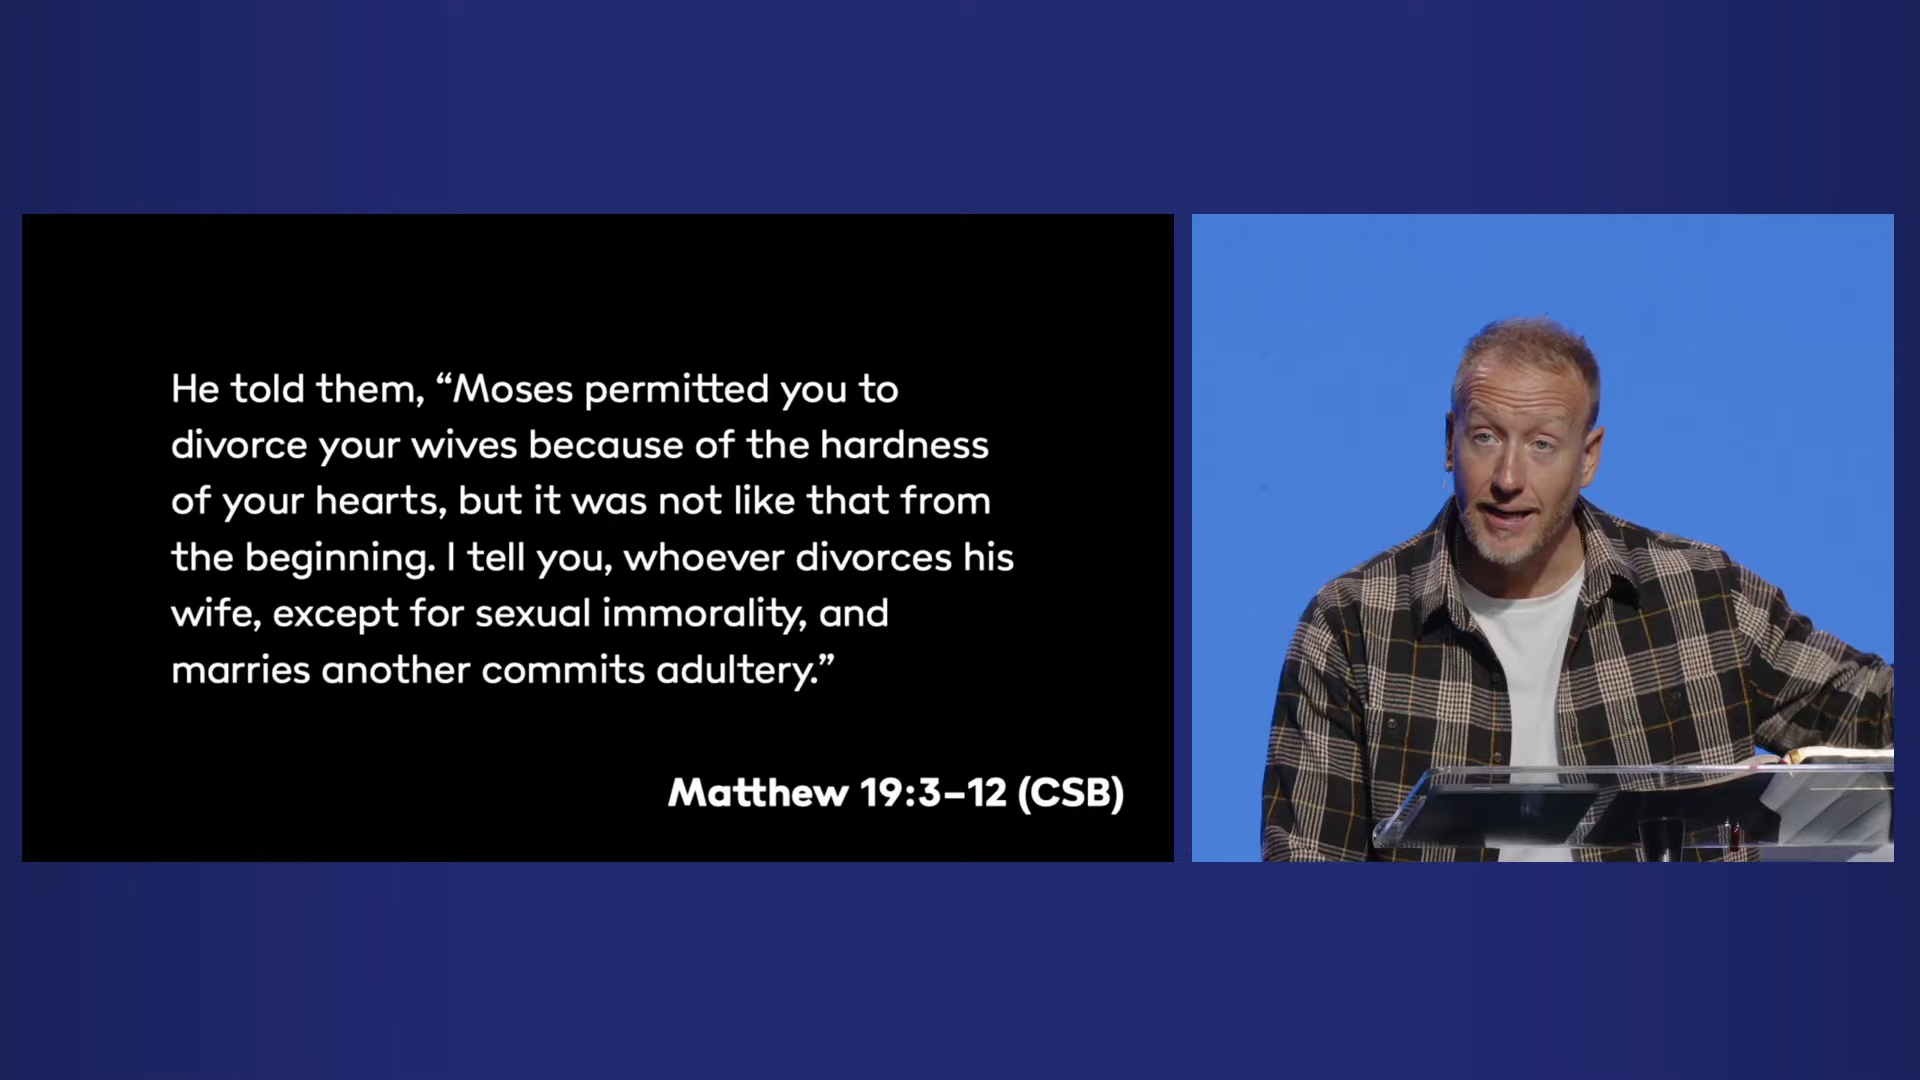 He told them, “Moses permitted you to
divorce your wives because of the hardness
of your hearts, but it was not like that from
the beginning. I tell you, whoever divorces his
wife, except for sexual immorality, and
marries another commits adultery.”
Matthew 19:3–12 (CSB)